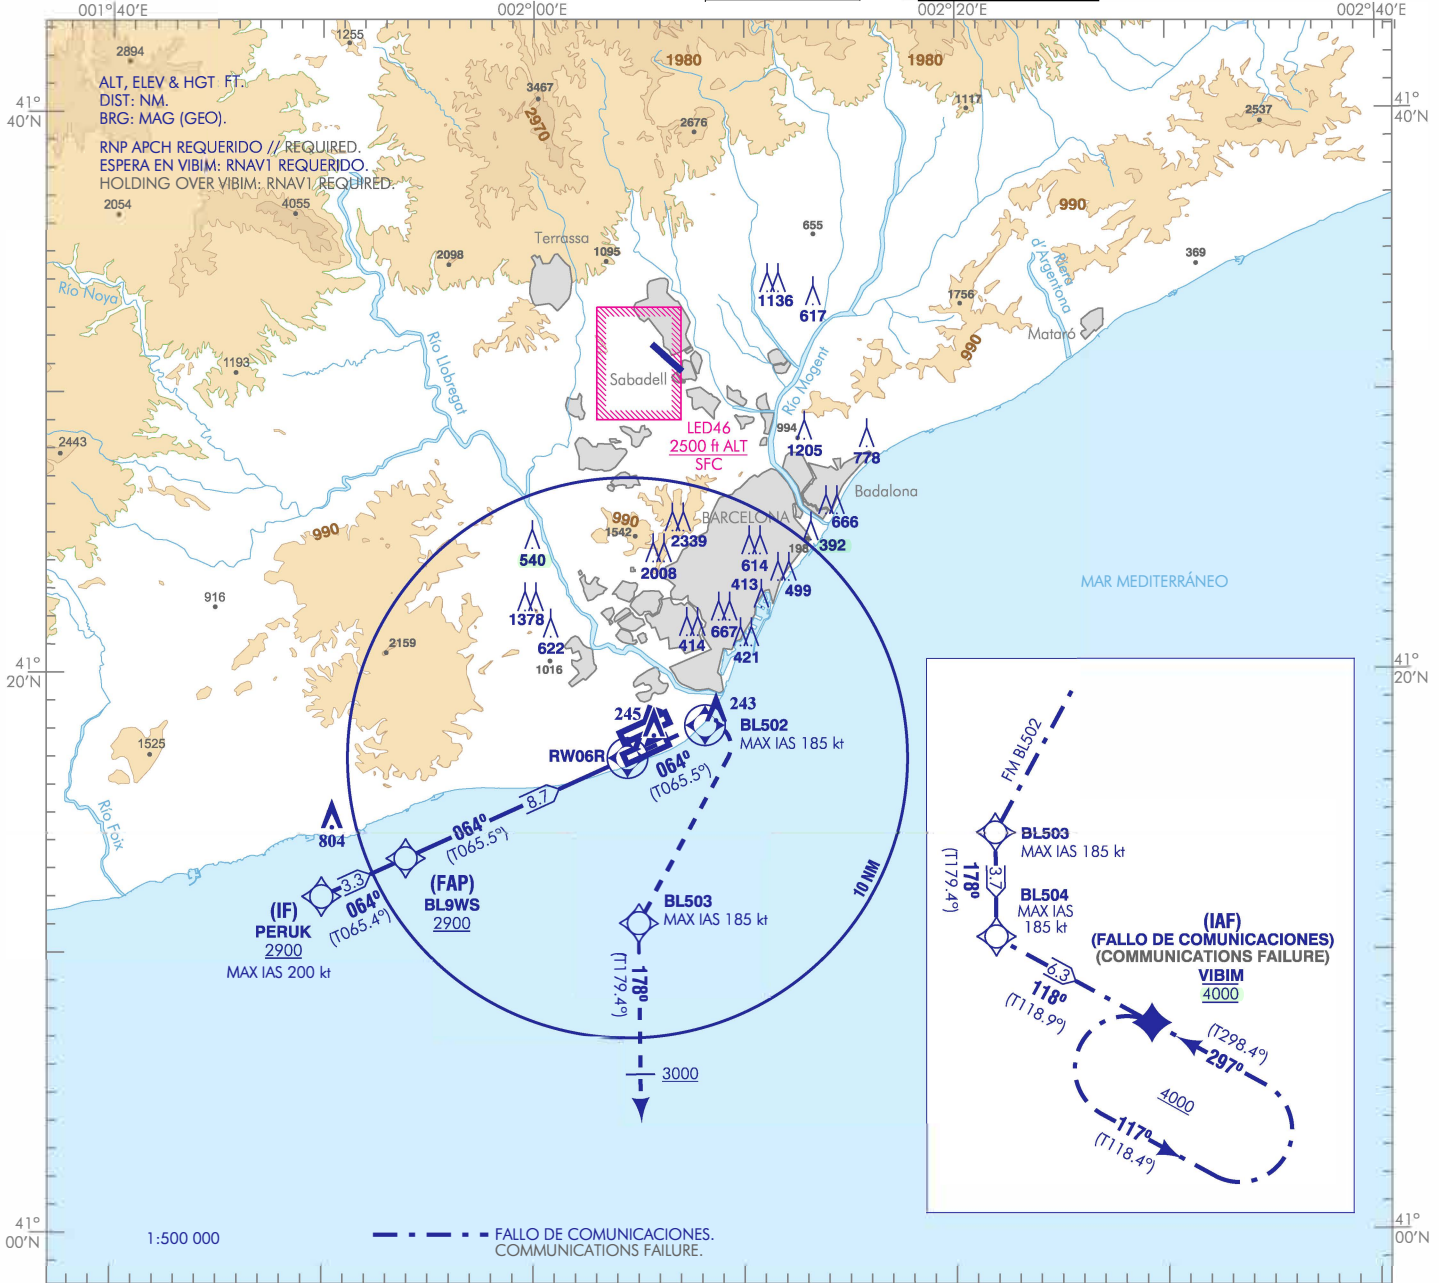 001°40'E
002°00'E
002°20'E
002°40'E
2894
1255
1980
1980
ALT, ELEV & HGT FT.
DIST: NM.
BRG: MAG (GEO).
3467
2970
1117
2537
41°
40'N
41°
40'N
2676
RNP APCH REQUERIDO // REQUIRED.
ESPERA EN VIBIM: RNAV1 REQUERIDO.
HOLDING OVER VIBIM: RNAV1 REQUIRED.
2054
4055
990
655
Terrassa
1095
2098
369
Riera
d'Argentona
Río Noya
1136
617
1756
Mataró
990
Río Llobregat
1193
Sabadell
Río Mogent
LED46
2500 ft ALT
SFC
994
1205
778
2443
Badalona
990
1542
BARCELONA
666
2339
198
392
540
2008
614
413
499
MAR MEDITERRÁNEO
916
1378
622
414
667
421
2159
1016
41°
20'N
41°
20'N
245
243
BL502
MAX IAS 185 kt
1525
RW06R
064°
(T065.5°)
8.7
Río Foix
804
064°
(T065.5°)
10 NM
3.3
(FAP)
BL9WS
2900
064°
(T065.4°)
(IF)
PERUK
2900
MAX IAS 200 kt
BL503
MAX IAS 185 kt
178°
(T179.4°)
3000
FM BL502
BL503
MAX IAS 185 kt
178°
(T179.4°)
3.7
BL504
MAX IAS
185 kt
(IAF)
(FALLO DE COMUNICACIONES)
(COMMUNICATIONS FAILURE)
VIBIM
4000
6.3
118°
(T118.9°)
(T298.4°)
297°
4000
117°
(T118.4°)
41°
00'N
41°
00'N
1:500 000
FALLO DE COMUNICACIONES.
COMMUNICATIONS FAILURE.